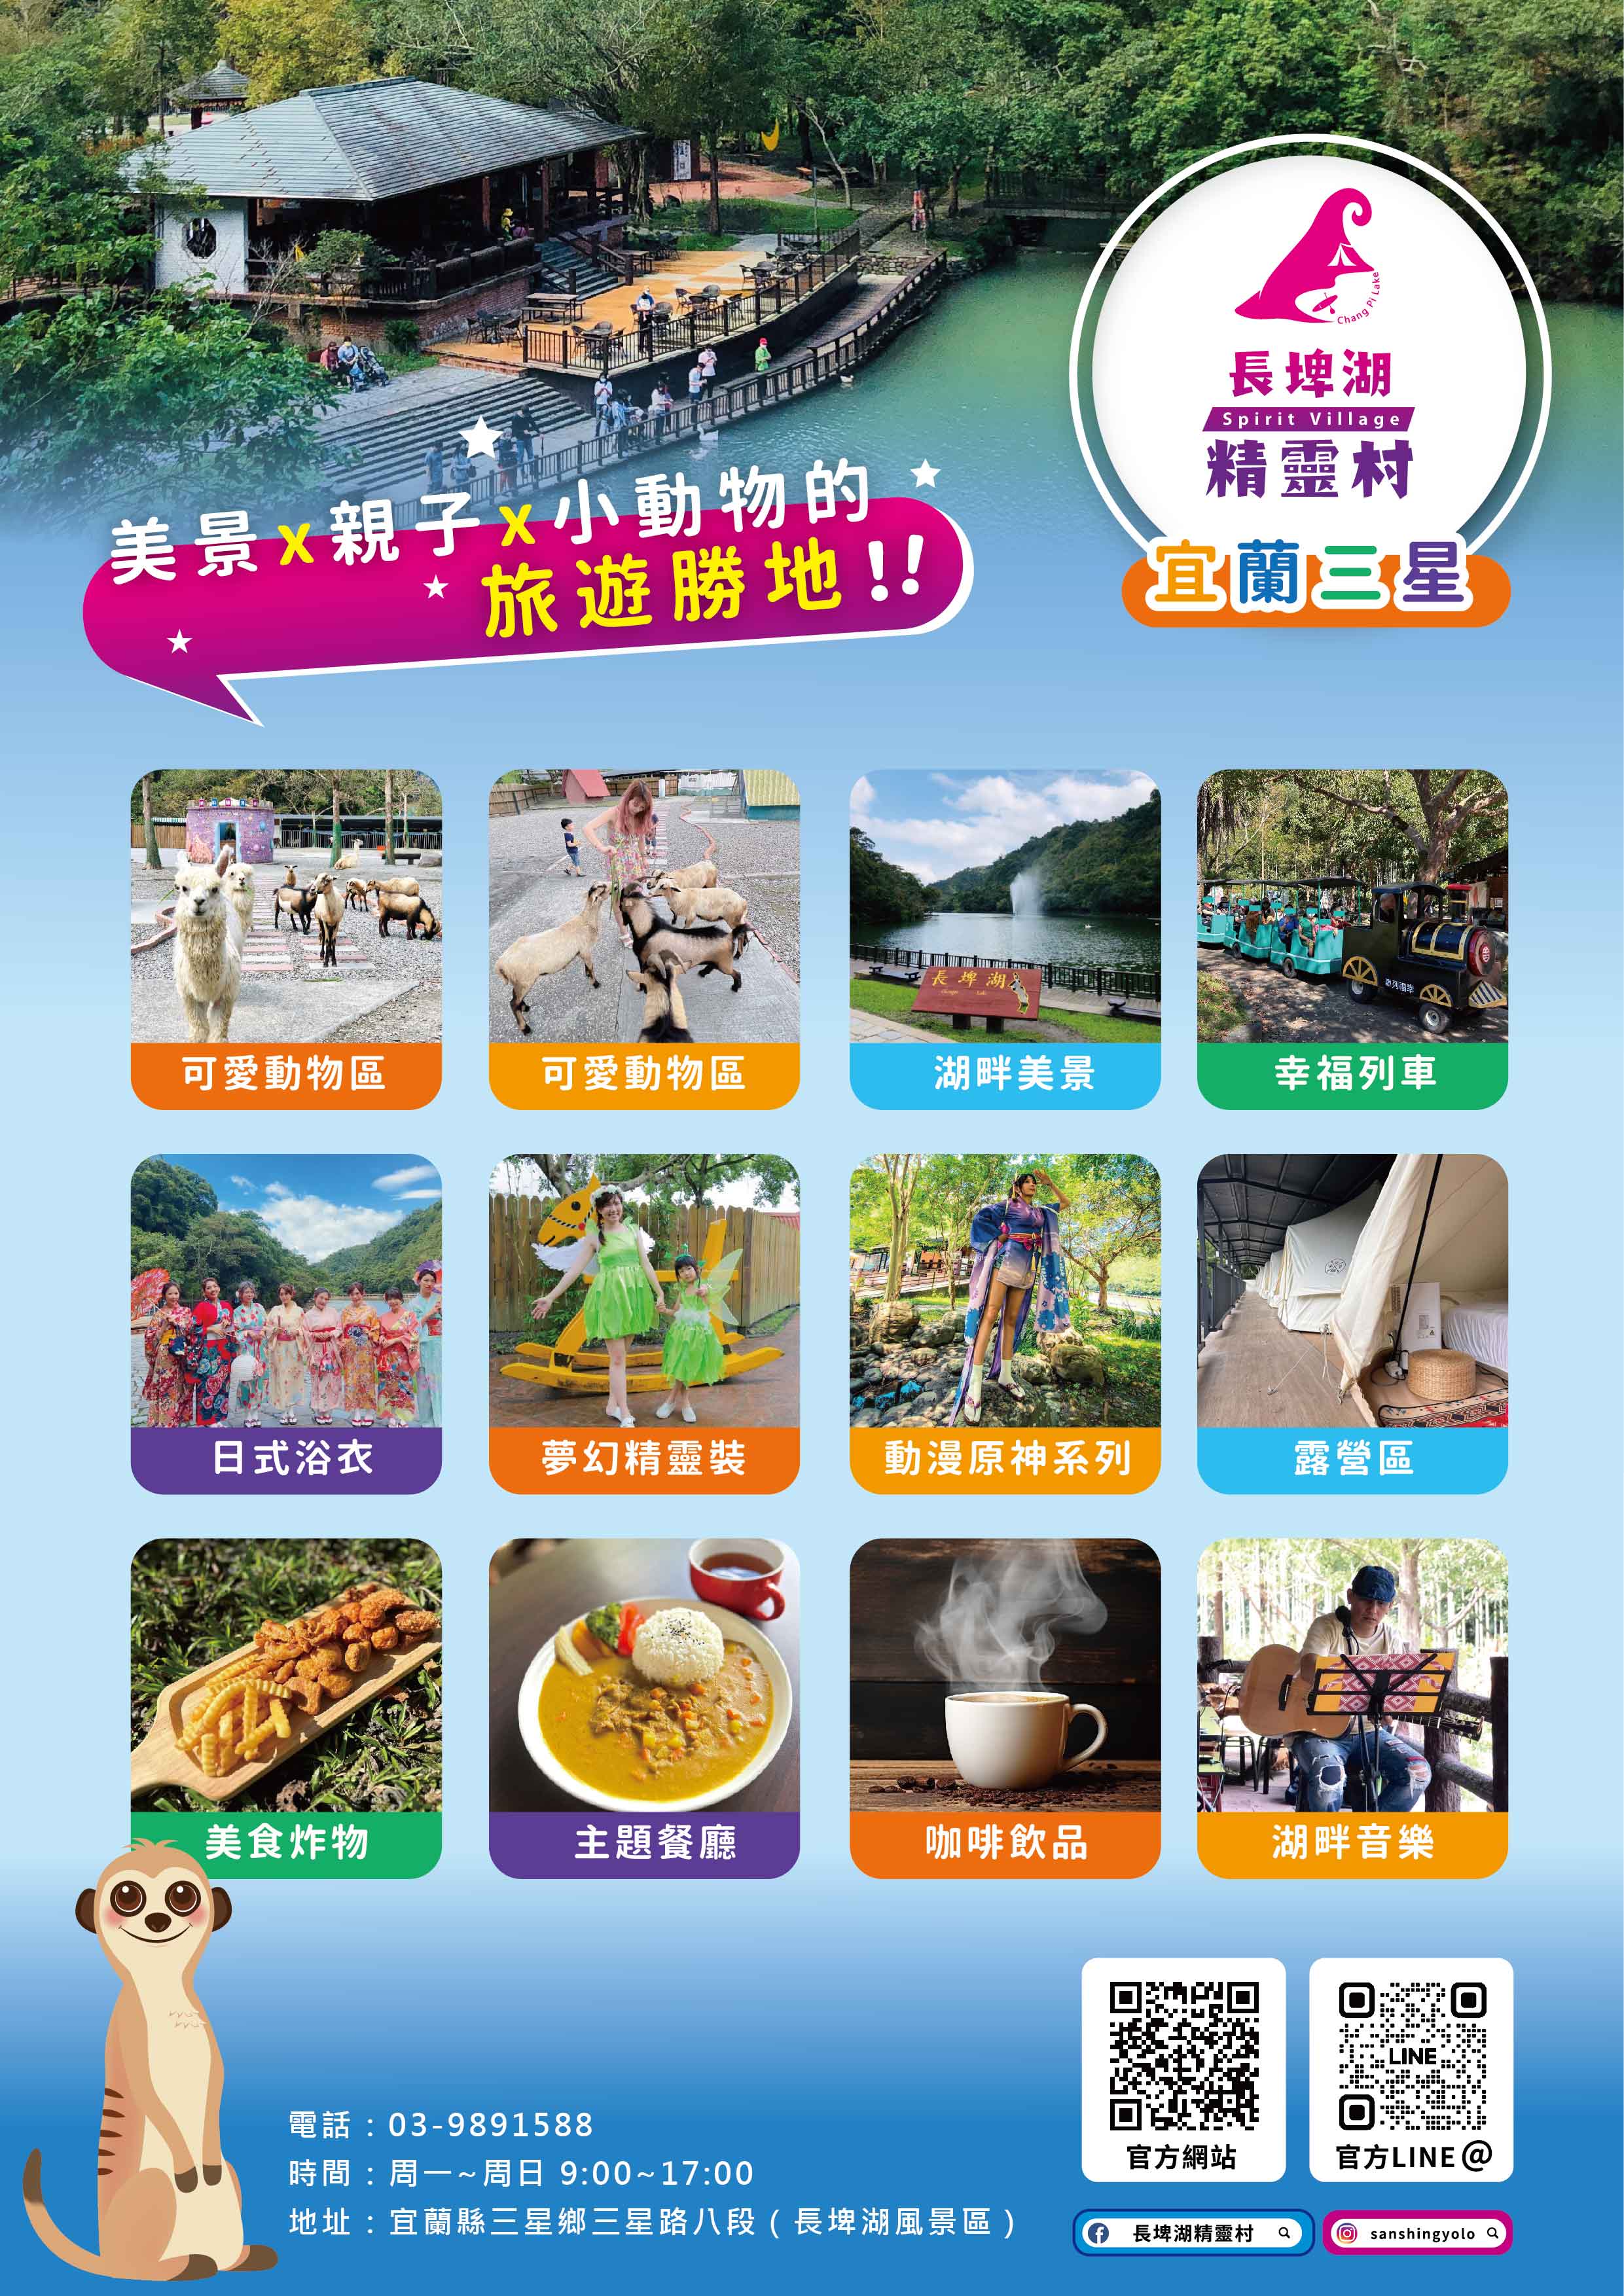 Chang Pi Lake
長埤湖
Spirit Village
精靈村
宜蘭三星
美景x親子x小動物的
旅遊勝地!!
長埤湖
可愛動物區
可愛動物區
湖畔美景
幸福列車
日式浴衣
夢幻精靈裝
動漫原神系列
露營區
美食炸物
主題餐廳
咖啡飲品
湖畔音樂
LINE
官方網站
官方LINE@
電話：03-9891588
時間：周一~周日 9:00~17:00
地址：宜蘭縣三星鄉三星路八段（長埤湖風景區）
長埤湖精靈村
sanshingyolo